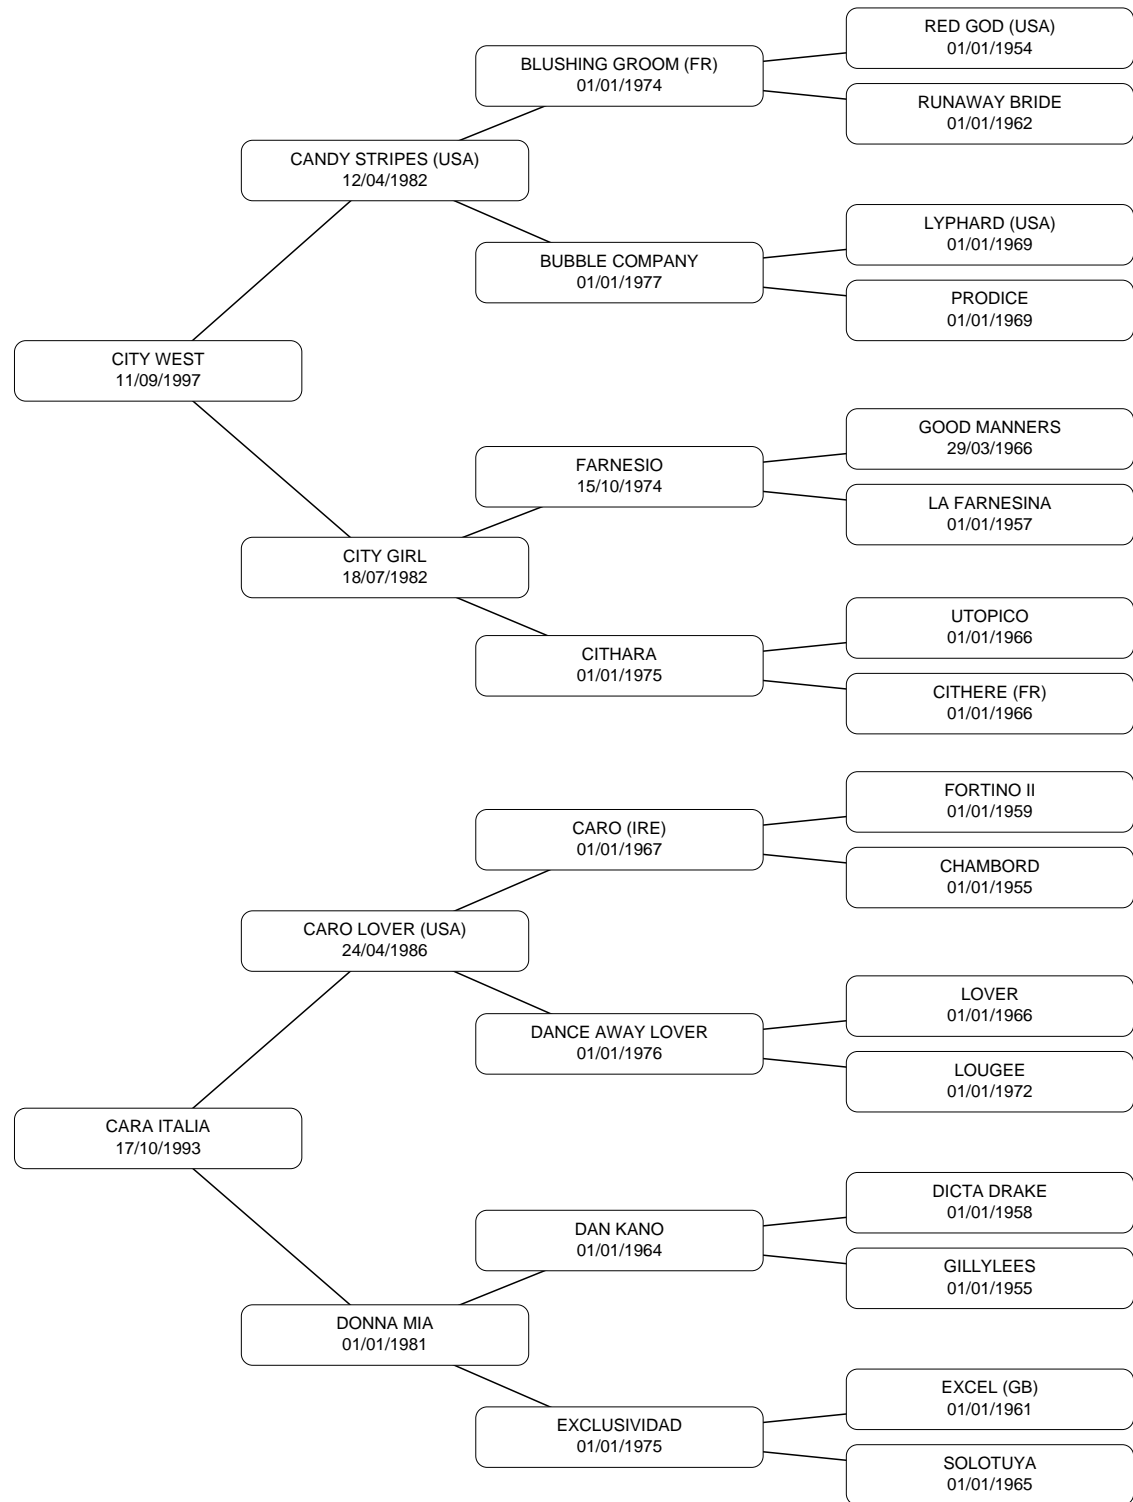 RED GOD (USA)
01/01/1954
BLUSHING GROOM (FR)
01/01/1974
RUNAWAY BRIDE
01/01/1962
CANDY STRIPES (USA)
12/04/1982
LYPHARD (USA)
01/01/1969
BUBBLE COMPANY
01/01/1977
PRODICE
01/01/1969
CITY WEST
11/09/1997
GOOD MANNERS
29/03/1966
FARNESIO
15/10/1974
LA FARNESINA
01/01/1957
CITY GIRL
18/07/1982
UTOPICO
01/01/1966
CITHARA
01/01/1975
CITHERE (FR)
01/01/1966
FORTINO II
01/01/1959
CARO (IRE)
01/01/1967
CHAMBORD
01/01/1955
CARO LOVER (USA)
24/04/1986
LOVER
01/01/1966
DANCE AWAY LOVER
01/01/1976
LOUGEE
01/01/1972
CARA ITALIA
17/10/1993
DICTA DRAKE
01/01/1958
DAN KANO
01/01/1964
GILLYLEES
01/01/1955
DONNA MIA
01/01/1981
EXCEL (GB)
01/01/1961
EXCLUSIVIDAD
01/01/1975
SOLOTUYA
01/01/1965